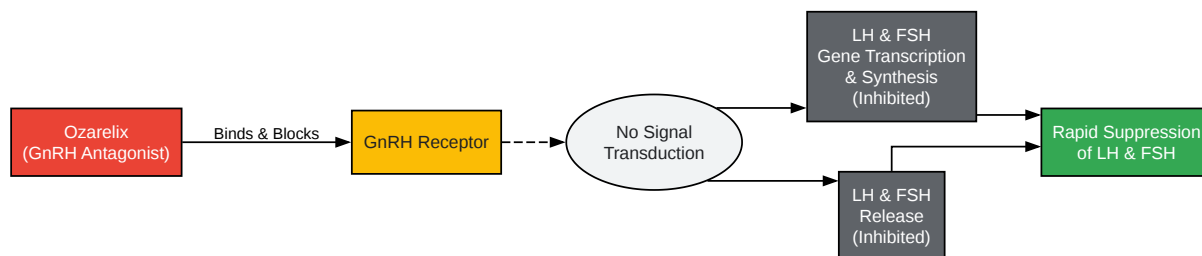 Ozarelix
(GnRH Antagonist)
Binds & Blocks
GnRH Receptor
No Signal
Transduction
LH & FSH
Gene Transcription
& Synthesis
(Inhibited)
LH & FSH
Release
(Inhibited)
Rapid Suppression
of LH & FSH